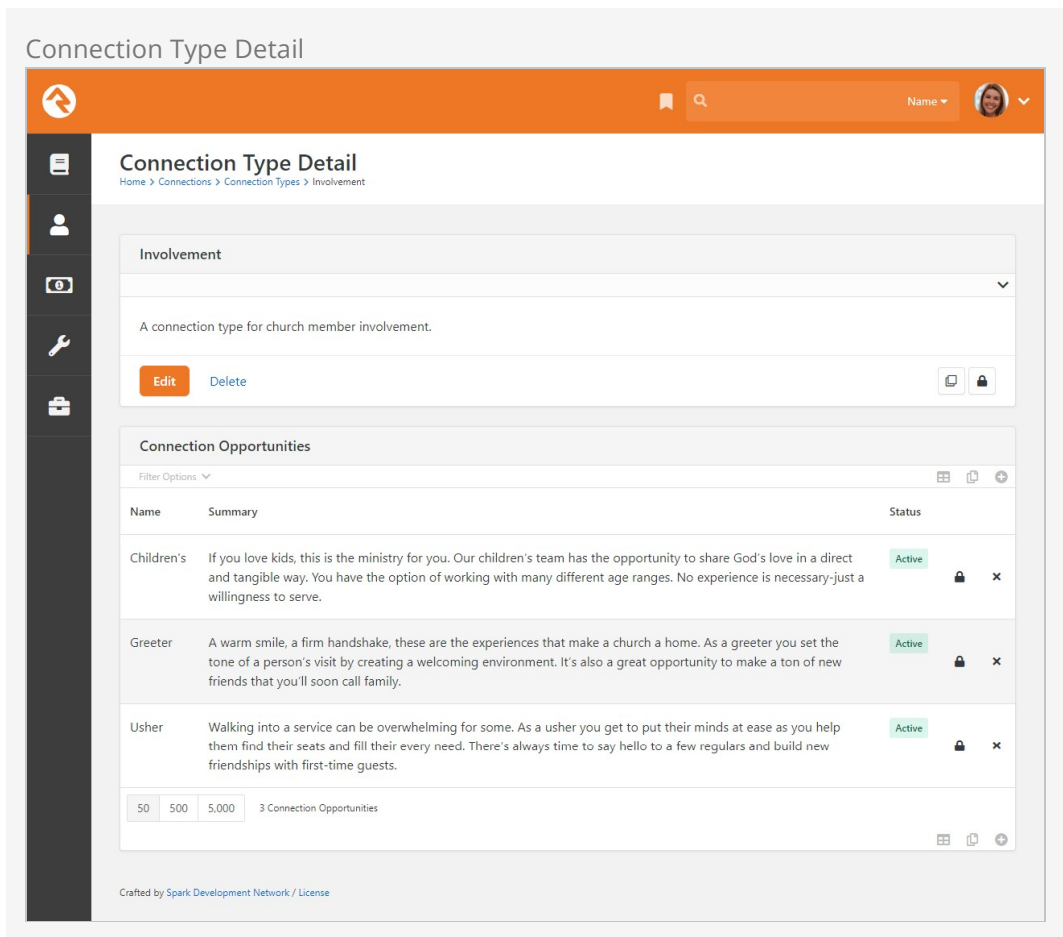 Connection Type Detail
Name
Connection Type Detail
Home > Connections > Connection Types > Involvement
Involvement
A connection type for church member involvement.
Edit Delete
Connection Opportunities
Filter Options
Name Summary Status
Children's If you love kids, this is the ministry for you. Our children's team has the opportunity to share God's love in a direct Active
and tangible way. You have the option of working with many different age ranges. No experience is necessary-just a
willingness to serve.
Greeter A warm smile, a firm handshake, these are the experiences that make a church a home. As a greeter you set the Active
tone of a person's visit by creating a welcoming environment. It's also a great opportunity to make a ton of new
friends that you'll soon call family.
Usher Walking into a service can be overwhelming for some. As a usher you get to put their minds at ease as you help Active
them find their seats and fill their every need. There's always time to say hello to a few regulars and build new
friendships with first-time guests.
50 500 5,000 3 Connection Opportunities
Crafted by Spark Development Network / License